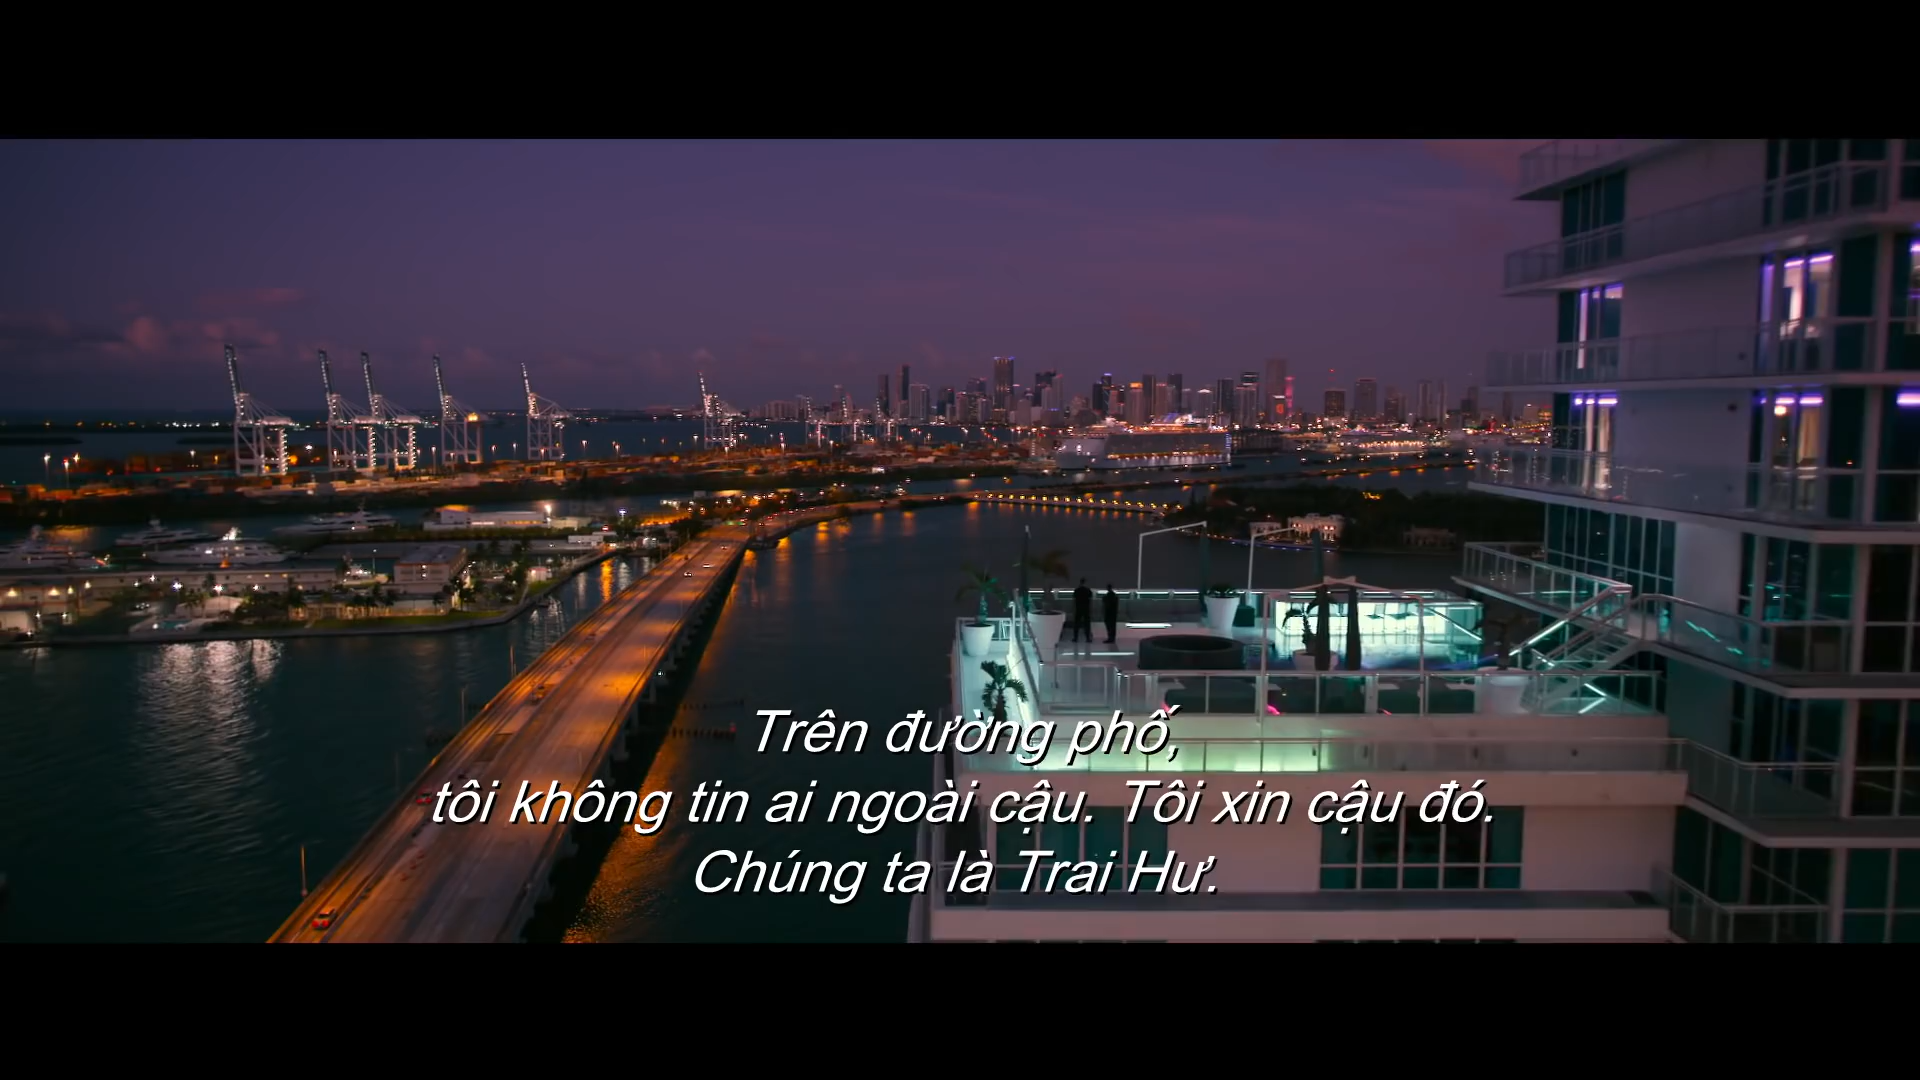 Trên đường phố,
tôi không tin ai ngoài cậu. Tôi xin cậu đó.
Chúng ta là Trai Hư.